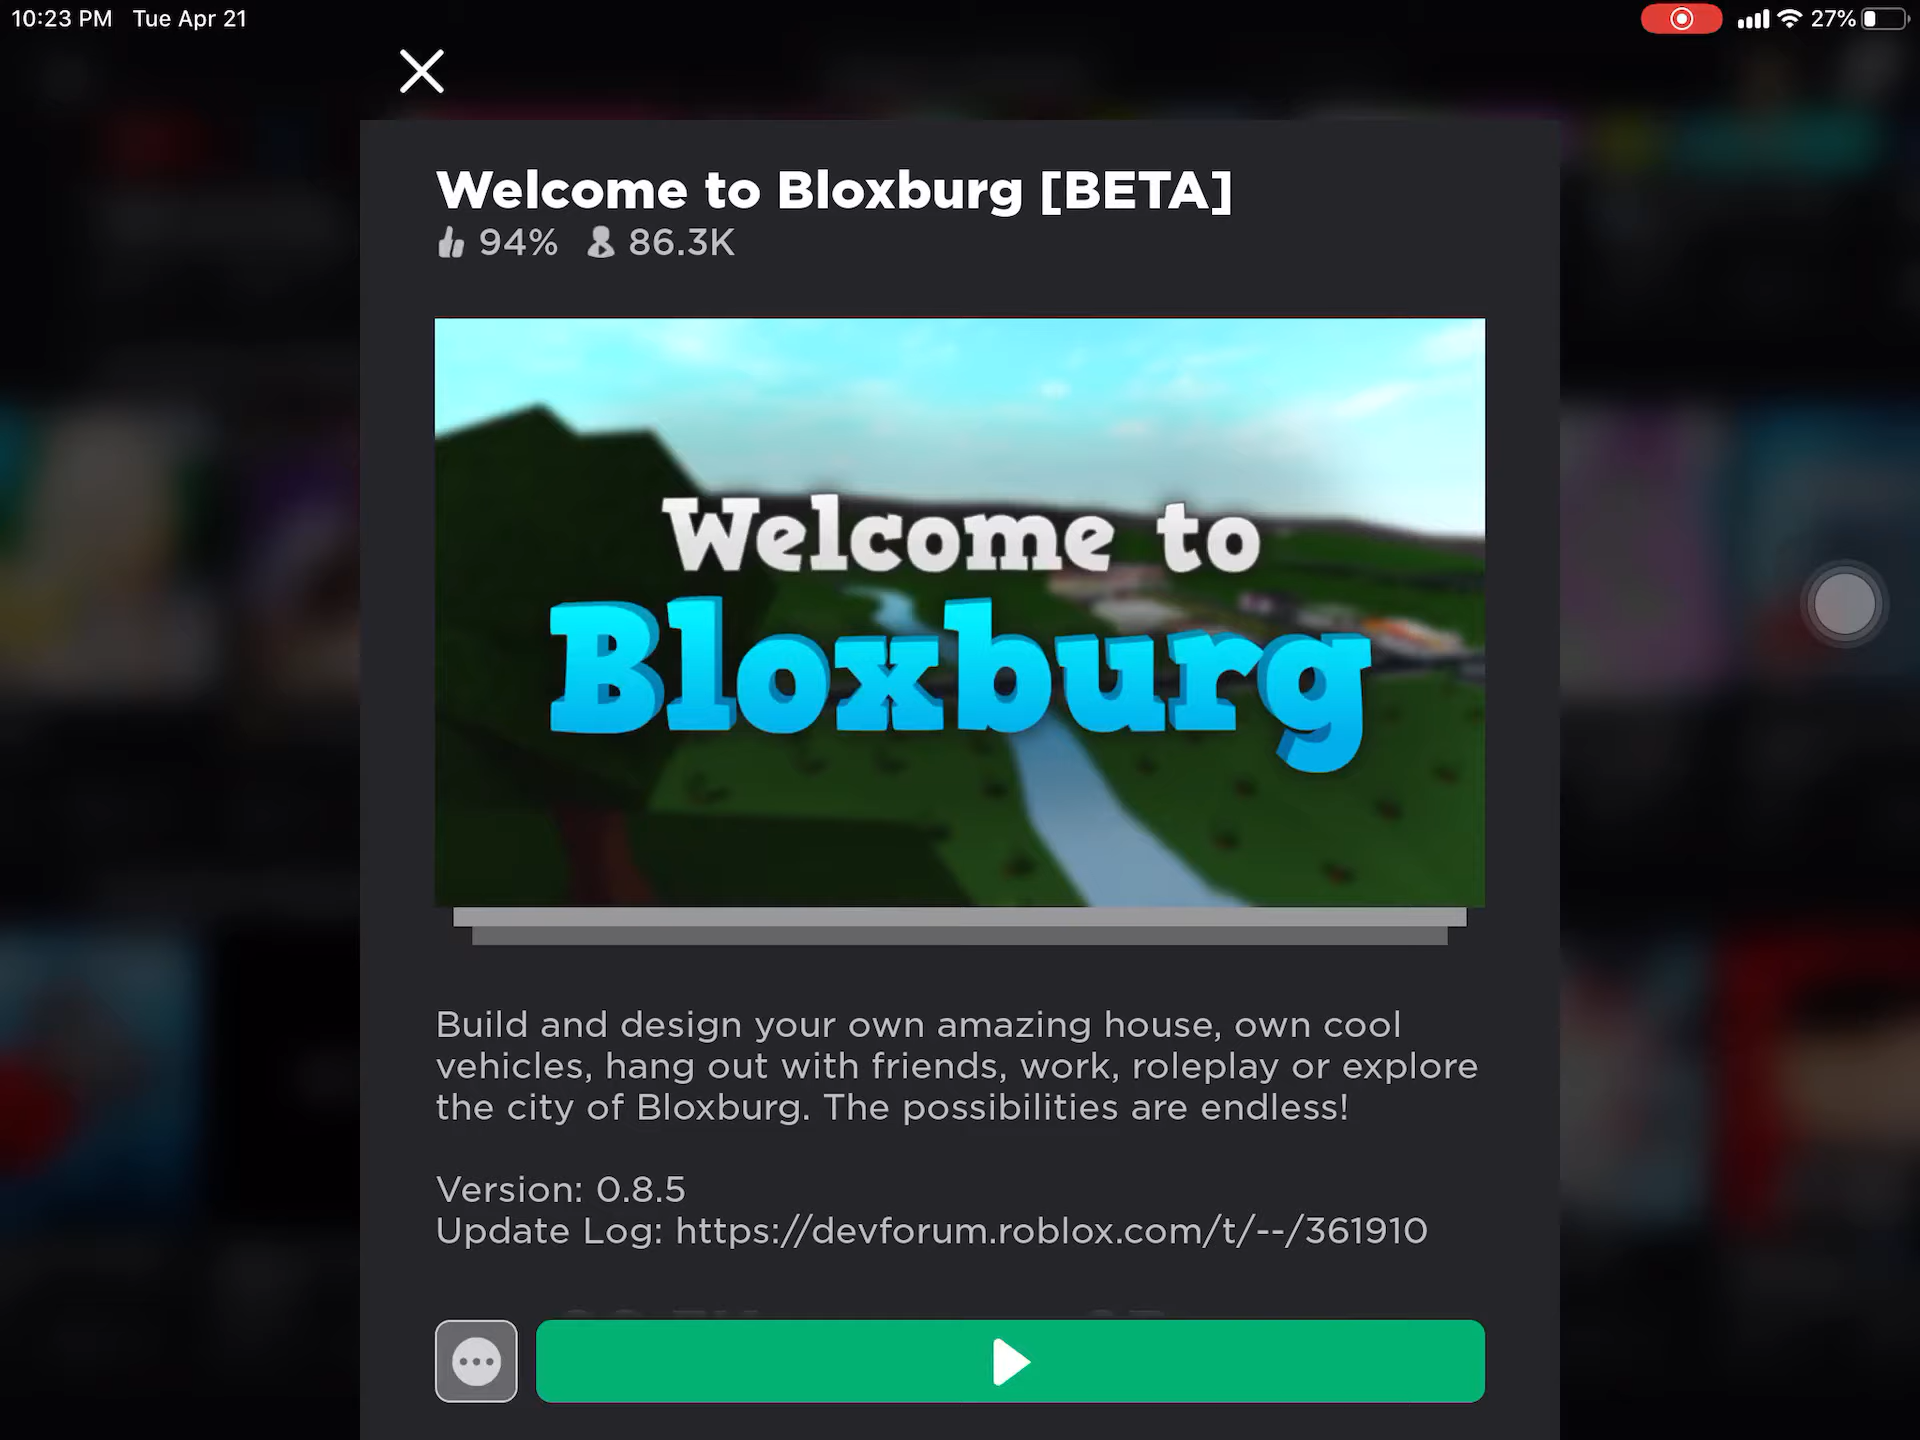 10:23 PM Tue Apr 21
27%
Welcome to Bloxburg [BETA]
94% 86.3K
Welcome to
Bloxburg
Build and design your own amazing house, own cool
vehicles, hang out with friends, work, roleplay or explore
the city of Bloxburg. The possibilities are endless!
Version: 0.8.5
Update Log: https://devforum.roblox.com/t/--/361910